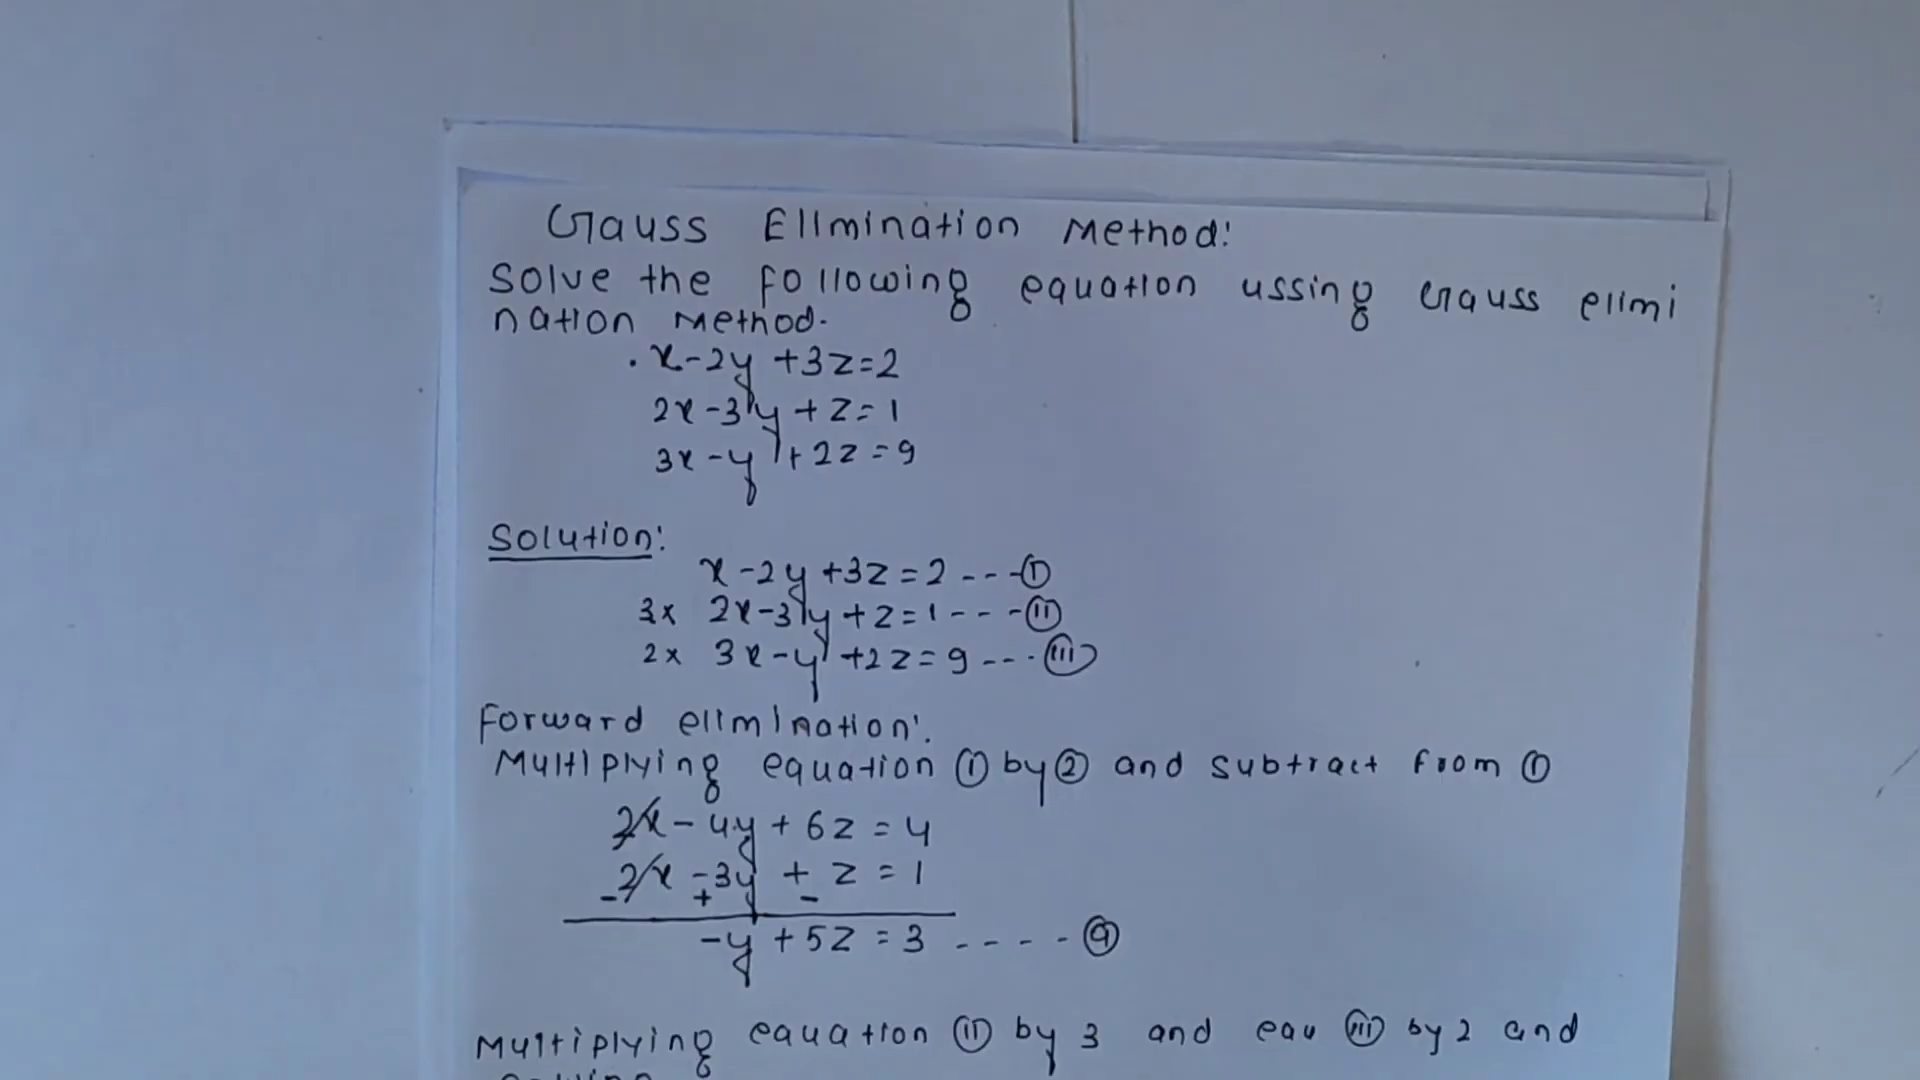 Gauss Elimination Method:
Solve the following equation ussing Gauss elimi
nation Method.
x-2y+3z=2
2x-3y+z=1
3x-y+2z=9
Solution:
x-2y+3z=2 --- (I)
3x 2x-3y+z=1 --- (II)
2x 3x-y+2z=9 --- (III)
Forward elimination:
Multiplying equation (I) by (2) and subtract from (I)
2x-4y+6z=4
2x-3y+z=1
- + -
-y+5z=3 ---- (a)
Multiplying equation (II) by 3 and equ (III) by 2 and